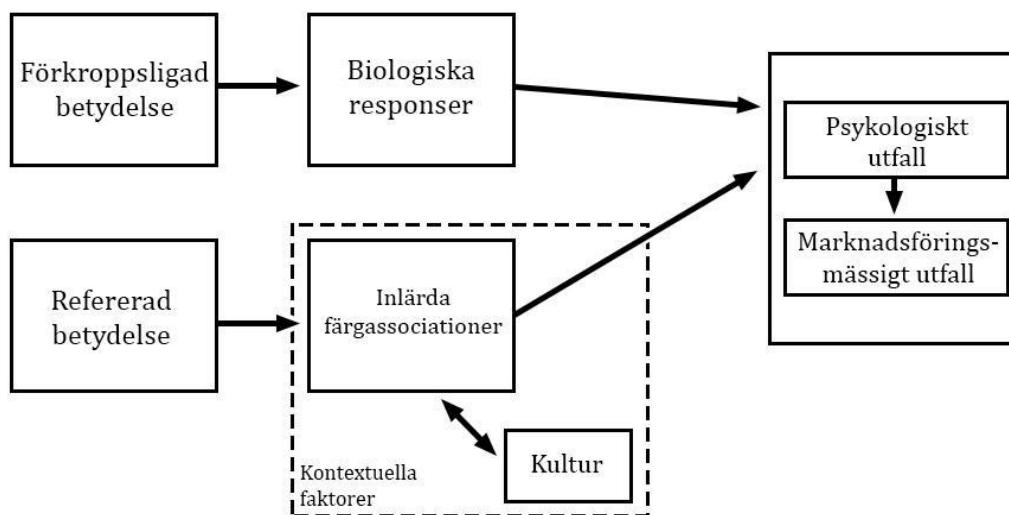 Förkroppsligad
betydelse
Biologiska
responser
Psykologiskt
utfall
Marknadsförings-
mässigt utfall
Refererad
betydelse
Inlärda
färgassociationer
Kultur
Kontextuella
faktorer